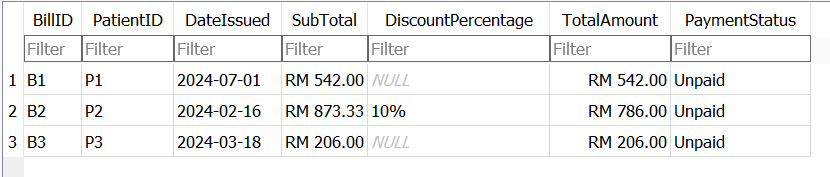 BillID PatientID DateIssued SubTotal DiscountPercentage TotalAmount PaymentStatus
Filter Filter Filter Filter Filter Filter Filter
1 B1 P1 2024-07-01 RM 542.00 NULL RM 542.00 Unpaid
2 B2 P2 2024-02-16 RM 873.33 10% RM 786.00 Unpaid
3 B3 P3 2024-03-18 RM 206.00 NULL RM 206.00 Unpaid